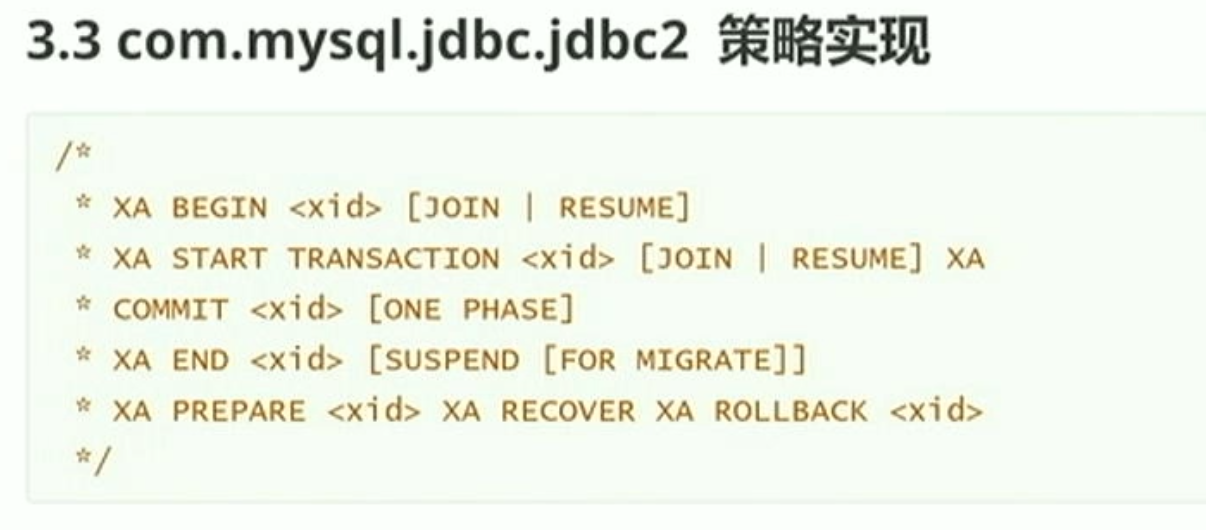 3.3 com.mysql.jdbc.jdbc2 策略实现
/*
* XA BEGIN <xid> [JOIN | RESUME]
* XA START TRANSACTION <xid> [JOIN | RESUME] XA
* COMMIT <xid> [ONE PHASE]
* XA END <xid> [SUSPEND [FOR MIGRATE]]
* XA PREPARE <xid> XA RECOVER XA ROLLBACK <xid>
*/